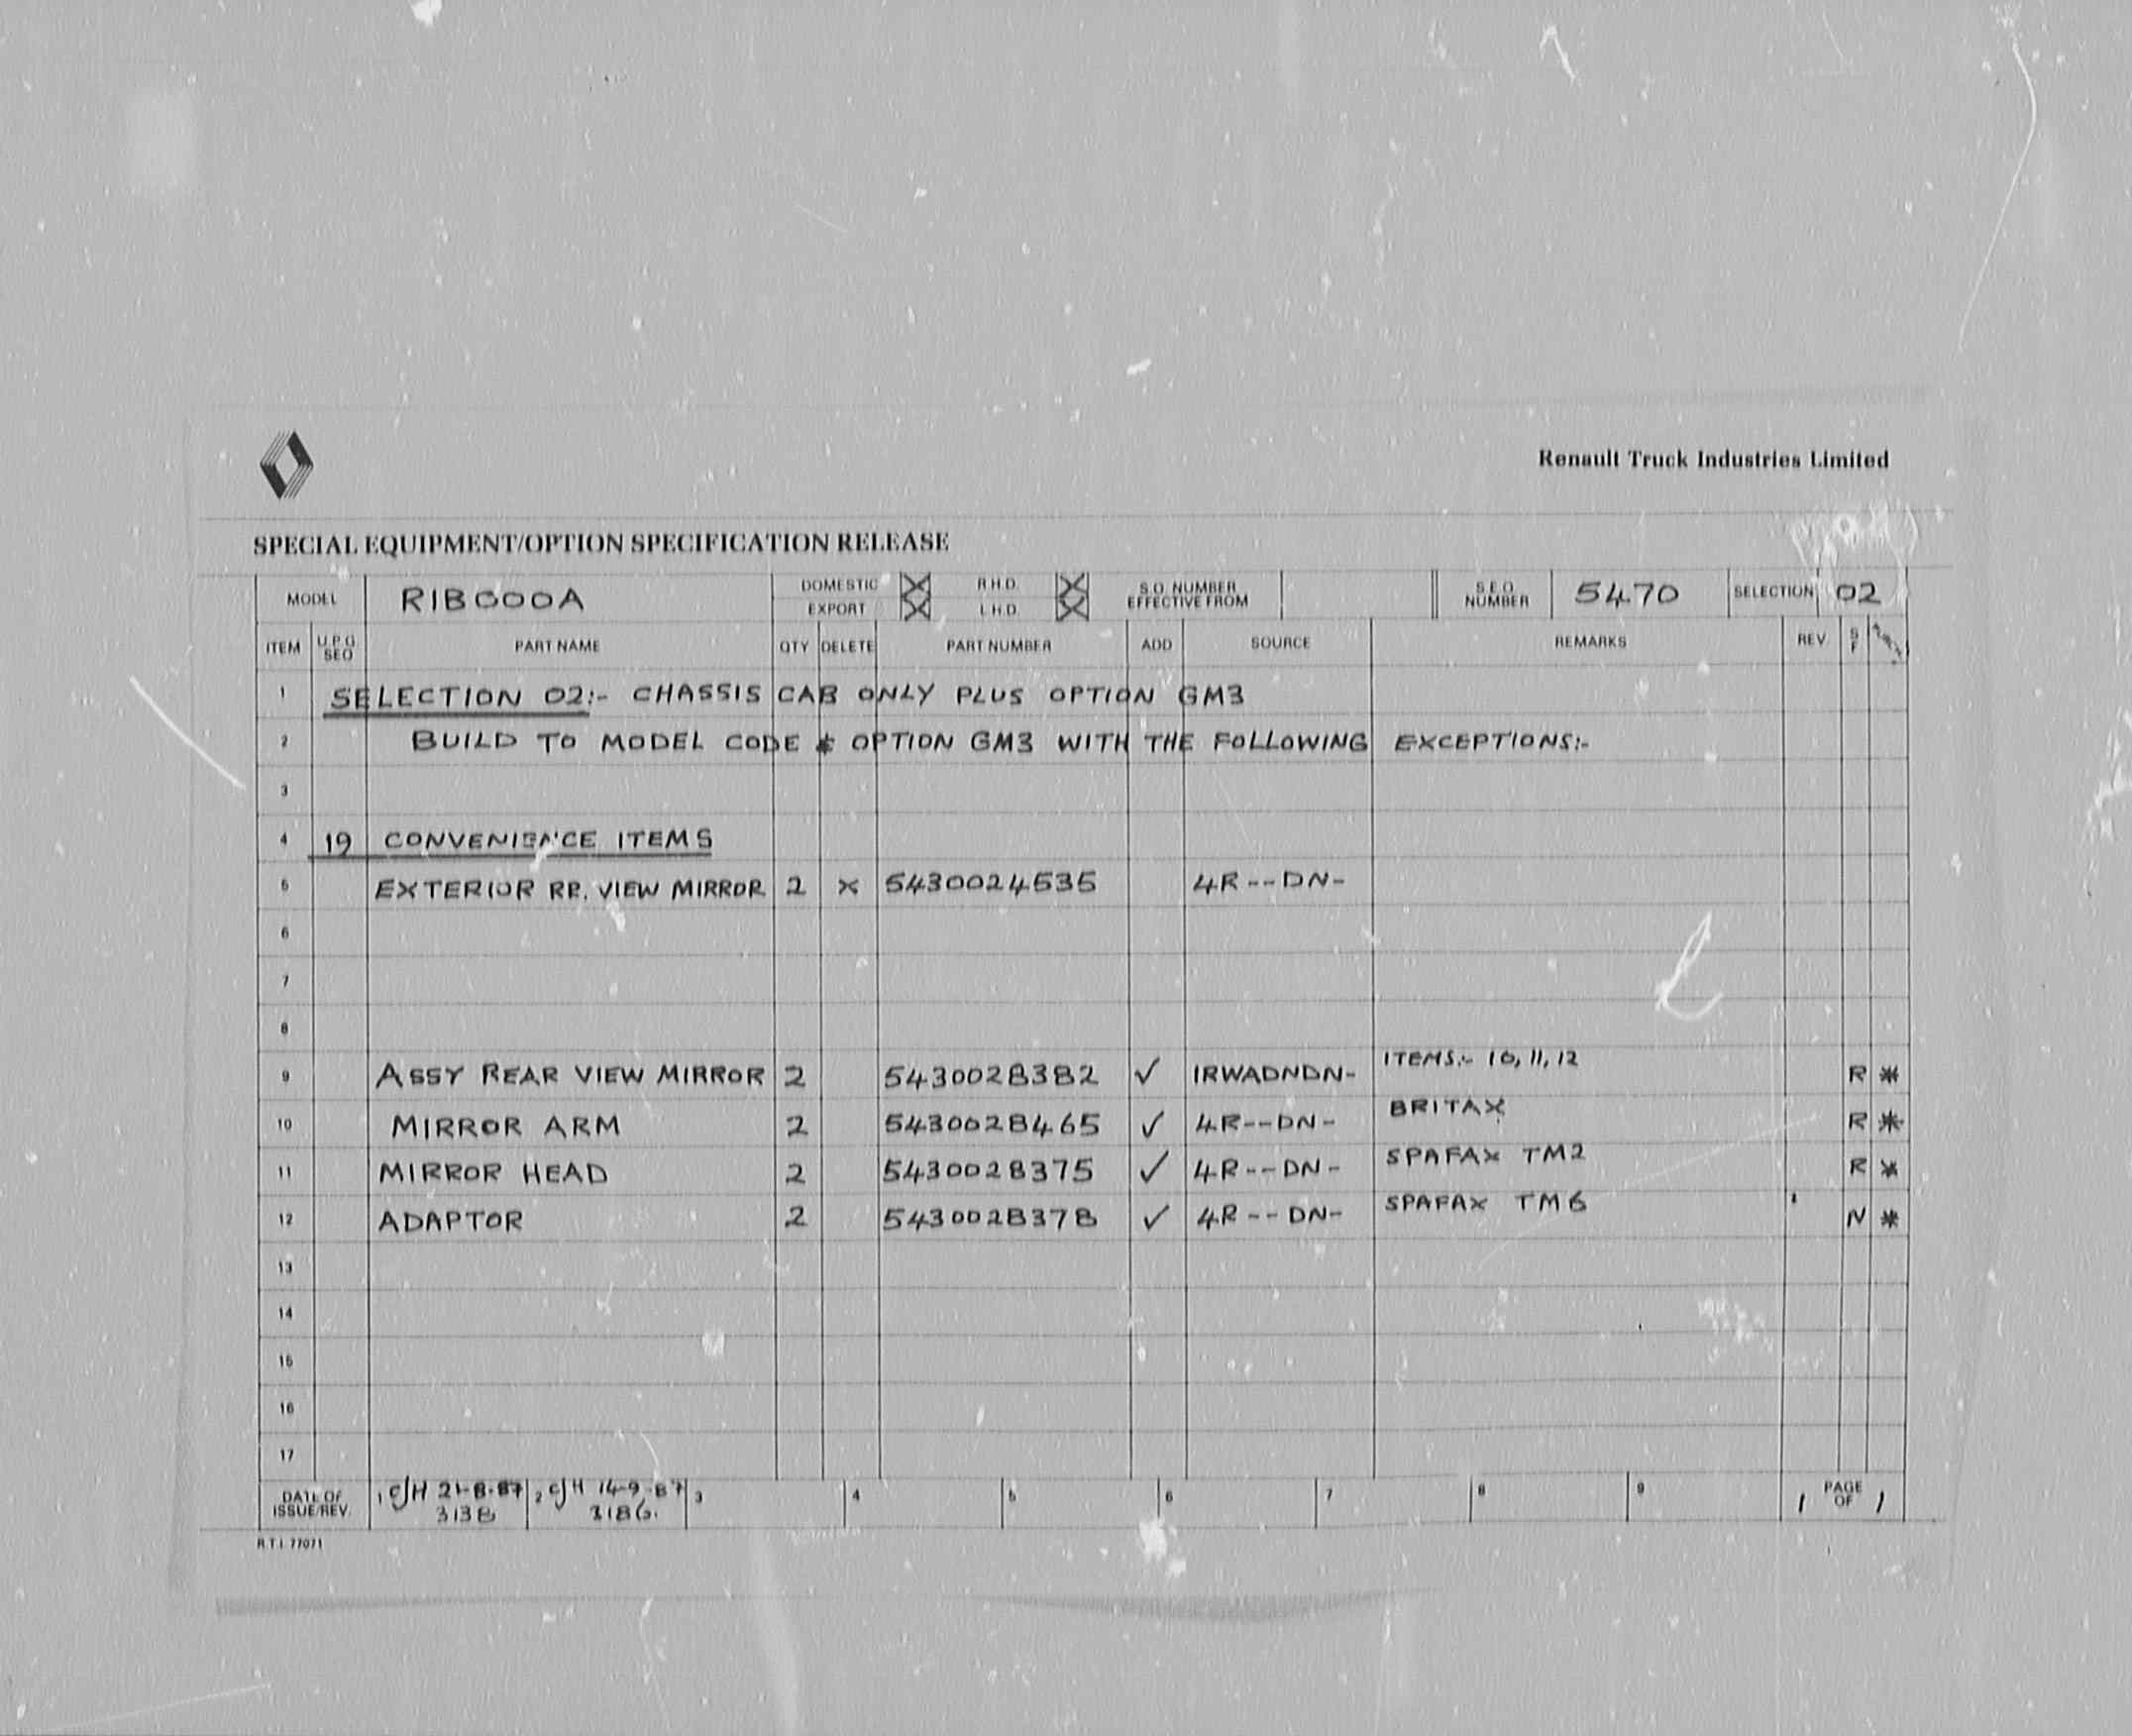 Renault Truck Industries Limited
SPECIAL EQUIPMENT/OPTION SPECIFICATION RELEASE
MODEL R18000A DOMESTIC X R.H.D. X S.O. NUMBER EFFECTIVE FROM S.E.O. NUMBER 5470 SELECTION 02
EXPORT X L.H.D. X
ITEM U.P.G. SEQ PART NAME QTY DELETE PART NUMBER ADD SOURCE REMARKS REV. S F
1 SELECTION 02:- CHASSIS CAB ONLY PLUS OPTION GM3
2 BUILD TO MODEL CODE & OPTION GM3 WITH THE FOLLOWING EXCEPTIONS:-
3
4 19 CONVENIENCE ITEMS
5 EXTERIOR RR. VIEW MIRROR 2 X 5430024535 4R--DN-
6
7
8
9 ASSY REAR VIEW MIRROR 2 5430028382 ✓ 1RWADNDN- ITEMS:- 10, 11, 12 R *
10 MIRROR ARM 2 5430028465 ✓ 4R--DN- BRITAX R *
11 MIRROR HEAD 2 5430028375 ✓ 4R--DN- SPAFAX TM2 R *
12 ADAPTOR 2 5430028378 ✓ 4R--DN- SPAFAX TM6 N *
13
14
15
16
17
DATE OF ISSUE/REV. 1 CJH 21-8-87 2 CJH 14-9-87 3 4 5 6 7 8 9 1 PAGE OF 1
3138 3186.
R.T.I. 77071